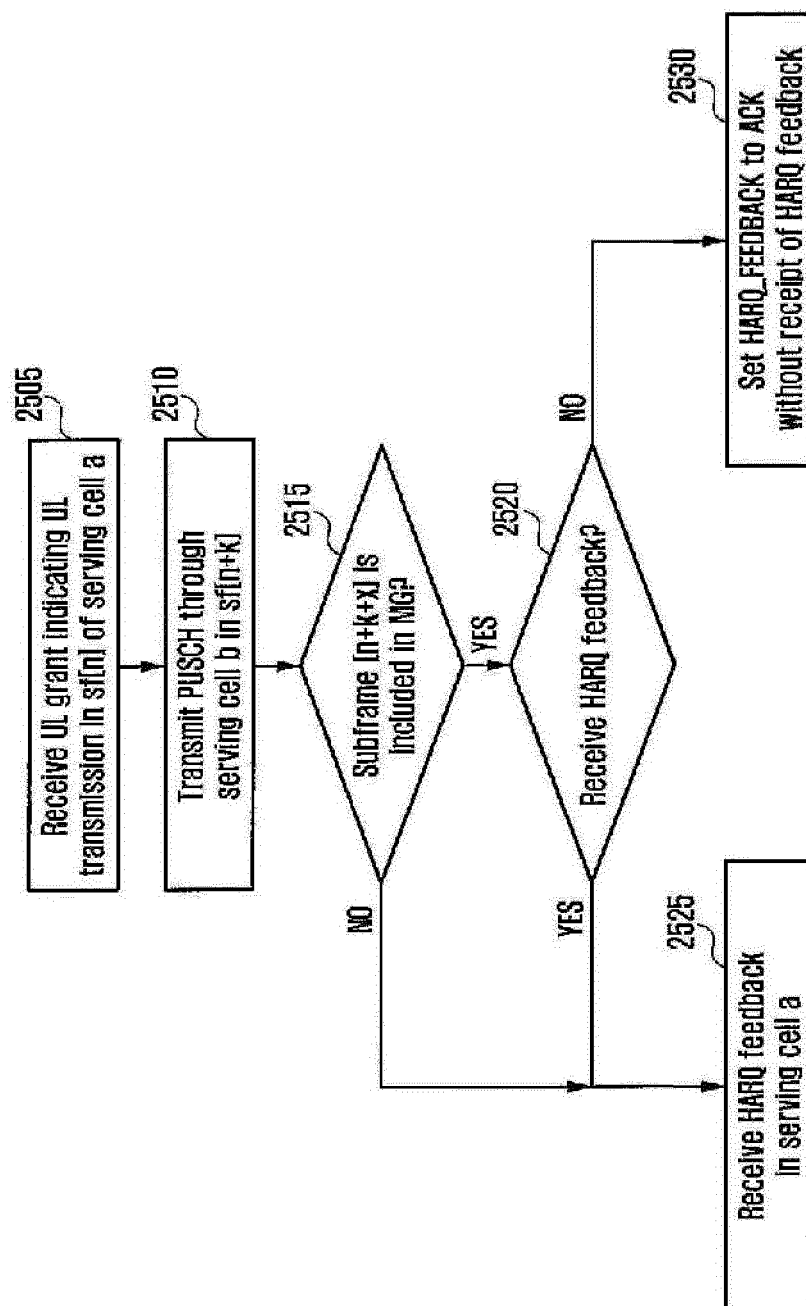 2505
Receive UL grant indicating UL
transmission in sf[n] of serving cell a
2510
Transmit PUSCH through
serving cell b in sf[n+k]
2515
Subframe [n+k+x] is
included in MG?
NO
YES
2520
Receive HARQ feedback?
YES
NO
2525
Receive HARQ feedback
in serving cell a
2530
Set HARQ_FEEDBACK to ACK
without receipt of HARQ feedback